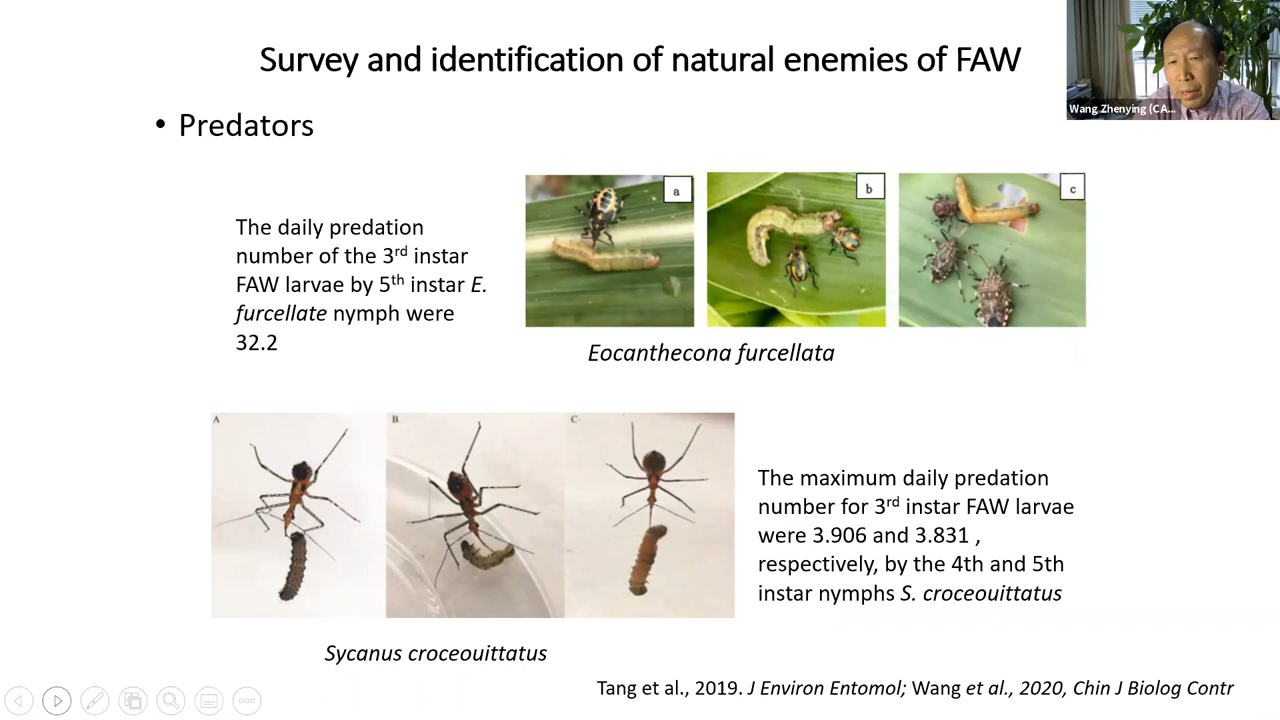 Survey and identification of natural enemies of FAW
Wang Zhenying (CA...
• Predators
a
b
c
The daily predation
number of the 3rd instar
FAW larvae by 5th instar E.
furcellate nymph were
32.2
Eocanthecona furcellata
A
B
C
The maximum daily predation
number for 3rd instar FAW larvae
were 3.906 and 3.831 ,
respectively, by the 4th and 5th
instar nymphs S. croceouittatus
Sycanus croceouittatus
Tang et al., 2019. J Environ Entomol; Wang et al., 2020, Chin J Biolog Contr